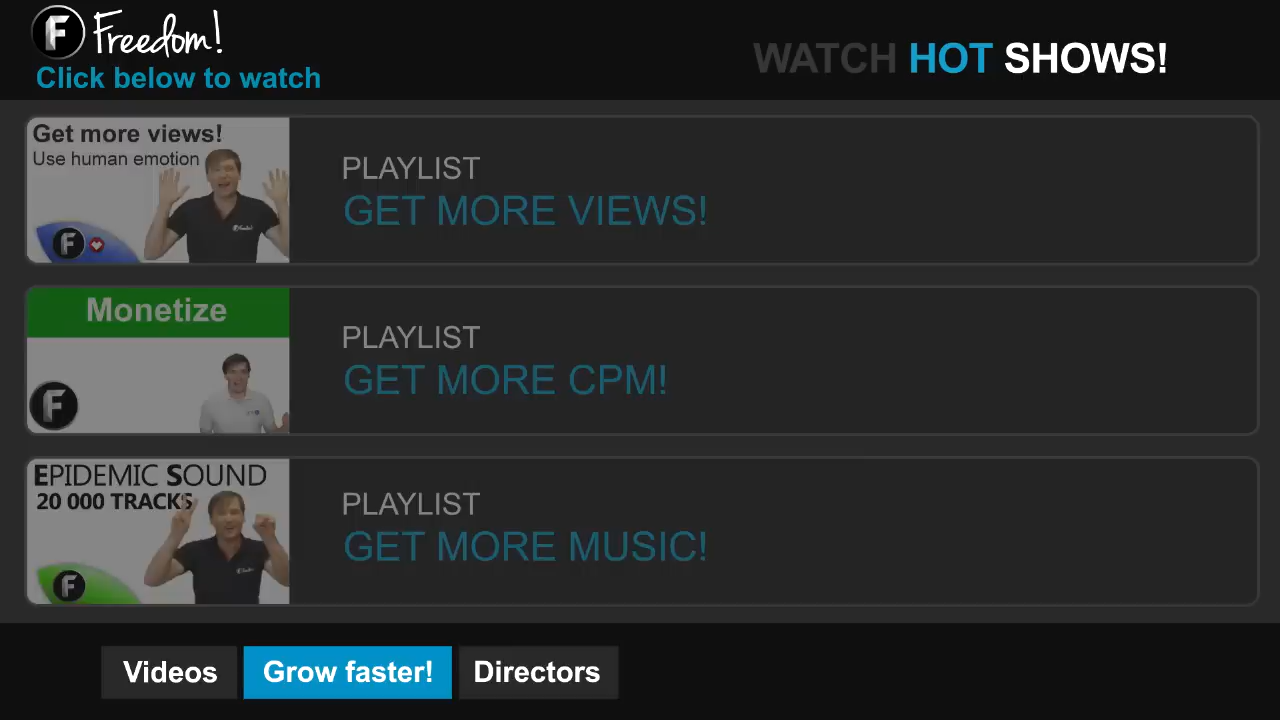 F Freedom!
Click below to watch
WATCH HOT SHOWS!
Get more views!
Use human emotion
F
PLAYLIST
GET MORE VIEWS!
Monetize
F
PLAYLIST
GET MORE CPM!
EPIDEMIC SOUND
20 000 TRACKS
F
PLAYLIST
GET MORE MUSIC!
Videos
Grow faster!
Directors